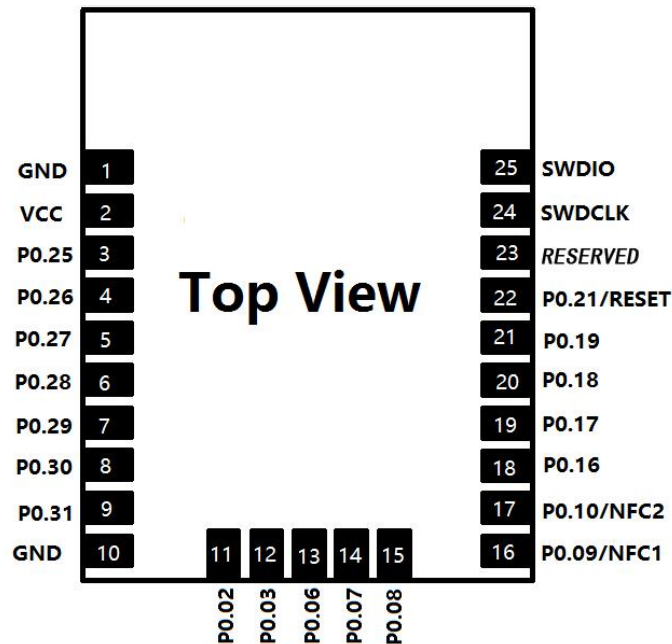 GND 1
VCC 2
P0.25 3
P0.26 4
P0.27 5
P0.28 6
P0.29 7
P0.30 8
P0.31 9
GND 10
Top View
11 12 13 14 15
P0.02 P0.03 P0.06 P0.07 P0.08
25 SWDIO
24 SWDCLK
23 RESERVED
22 P0.21/RESET
21 P0.19
20 P0.18
19 P0.17
18 P0.16
17 P0.10/NFC2
16 P0.09/NFC1